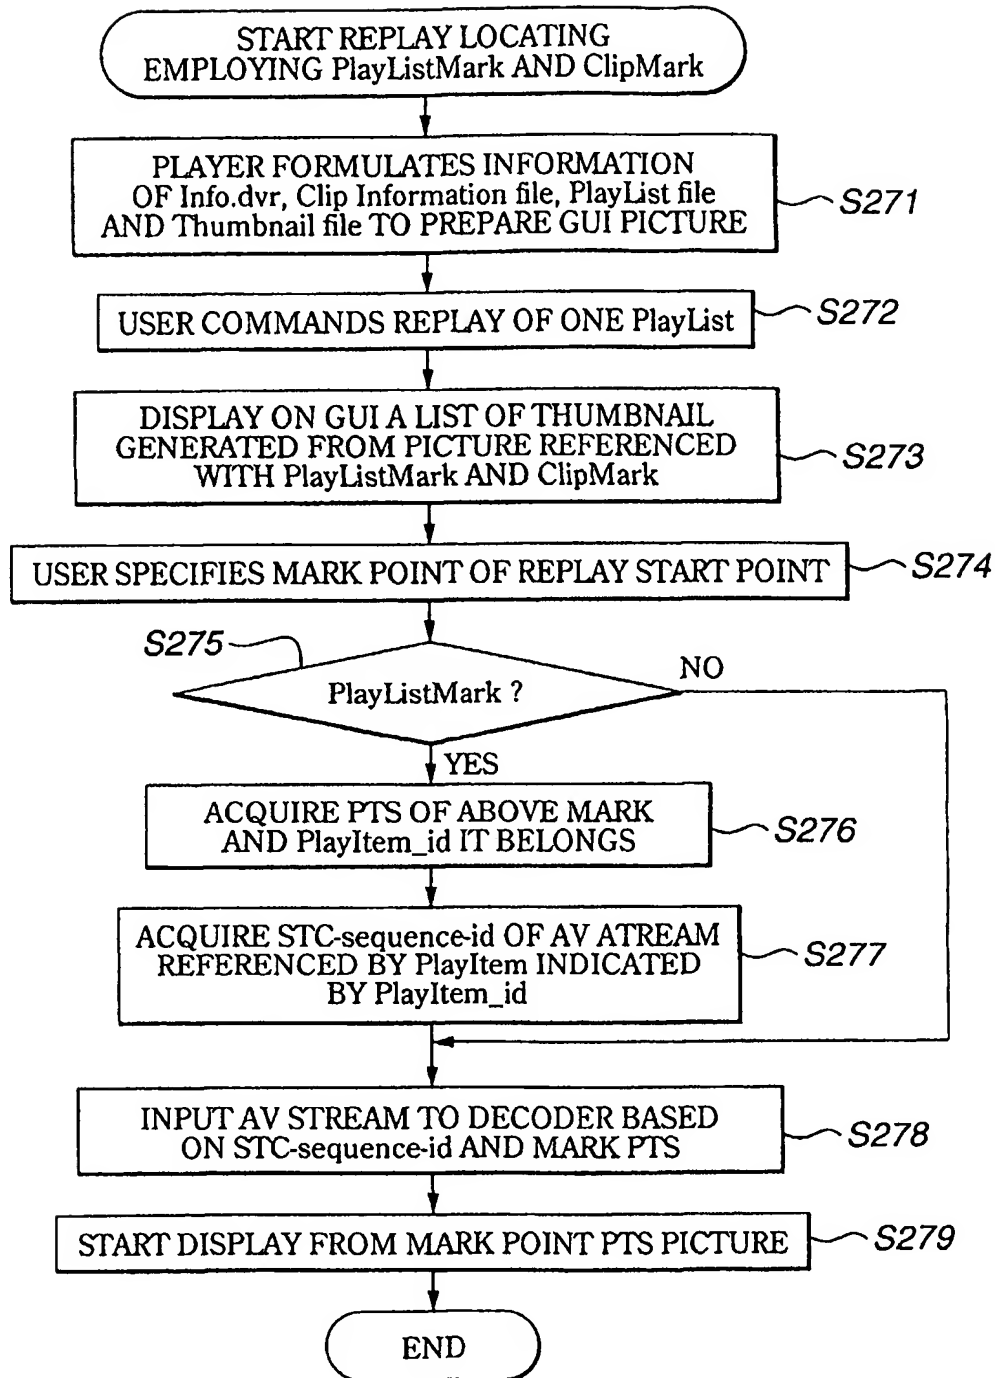 START REPLAY LOCATING
EMPLOYING PlayListMark AND ClipMark
PLAYER FORMULATES INFORMATION
OF Info.dvr, Clip Information file, PlayList file
AND Thumbnail file TO PREPARE GUI PICTURE
S271
USER COMMANDS REPLAY OF ONE PlayList
S272
DISPLAY ON GUI A LIST OF THUMBNAIL
GENERATED FROM PICTURE REFERENCED
WITH PlayListMark AND ClipMark
S273
USER SPECIFIES MARK POINT OF REPLAY START POINT
S274
S275
PlayListMark ?
NO
YES
ACQUIRE PTS OF ABOVE MARK
AND PlayItem_id IT BELONGS
S276
ACQUIRE STC-sequence-id OF AV ATREAM
REFERENCED BY PlayItem INDICATED
BY PlayItem_id
S277
INPUT AV STREAM TO DECODER BASED
ON STC-sequence-id AND MARK PTS
S278
START DISPLAY FROM MARK POINT PTS PICTURE
S279
END